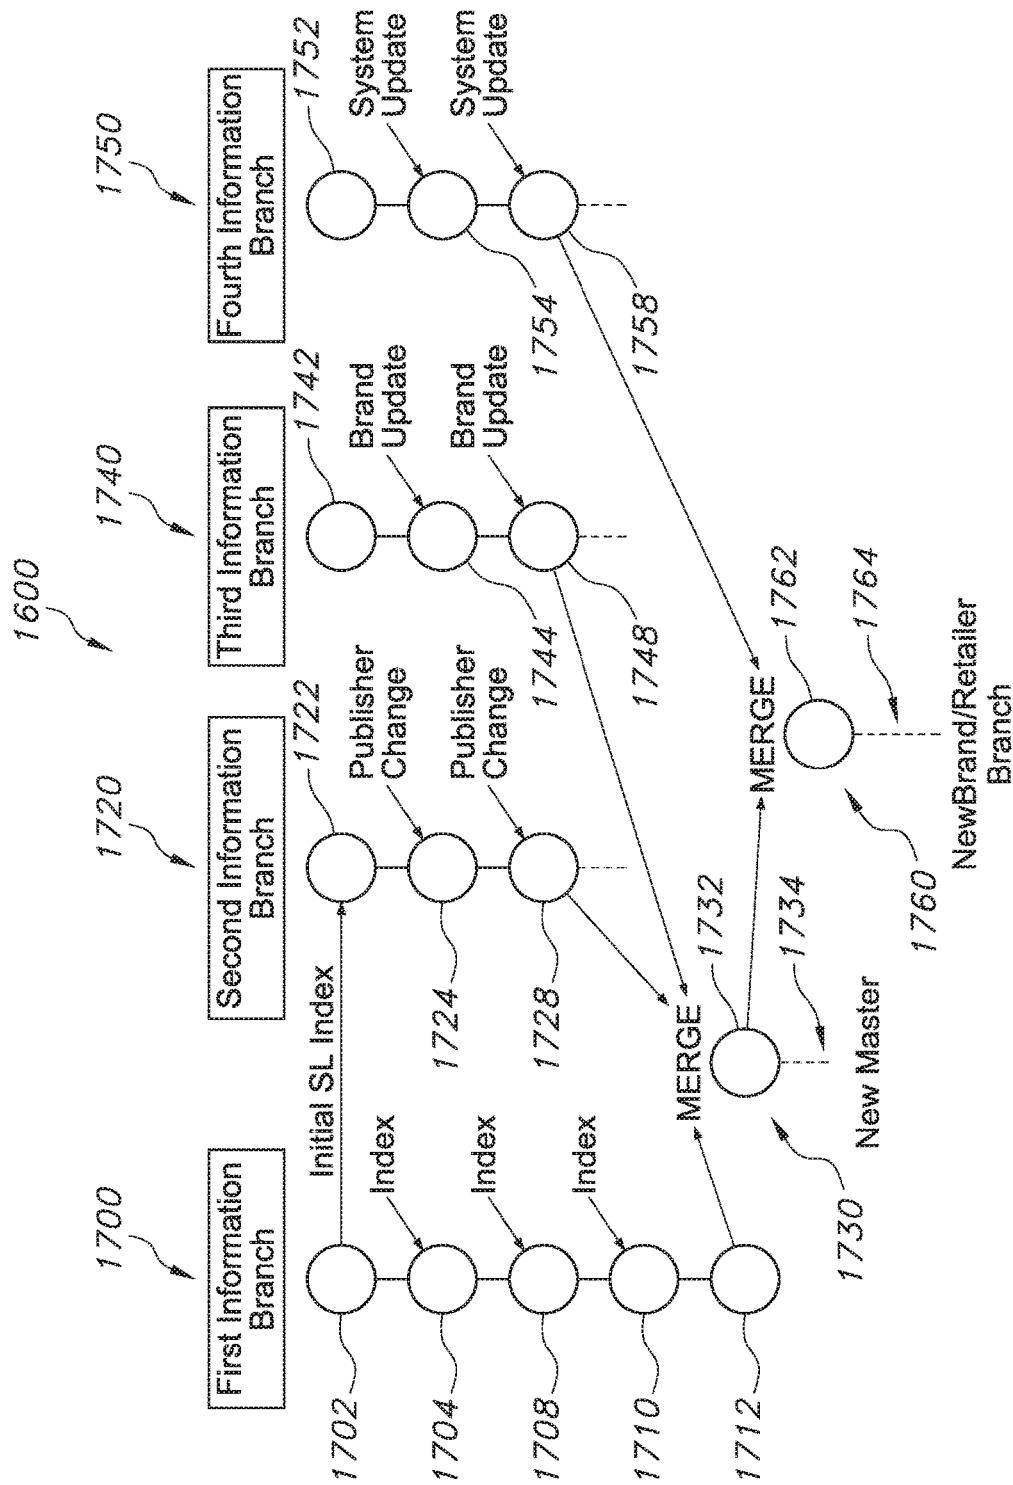 1600
1700
1720
1740
1750
First Information
Branch
Second Information
Branch
Third Information
Branch
Fourth Information
Branch
1702
Initial SL Index
1722
1742
1752
1704
Index
1724
Publisher
Change
1744
Brand
Update
1754
System
Update
1708
Index
1728
Publisher
Change
1748
Brand
Update
1758
System
Update
1710
Index
1712
MERGE
1732
1730
1734
New Master
MERGE
1762
1760
1764
NewBrand/Retailer
Branch